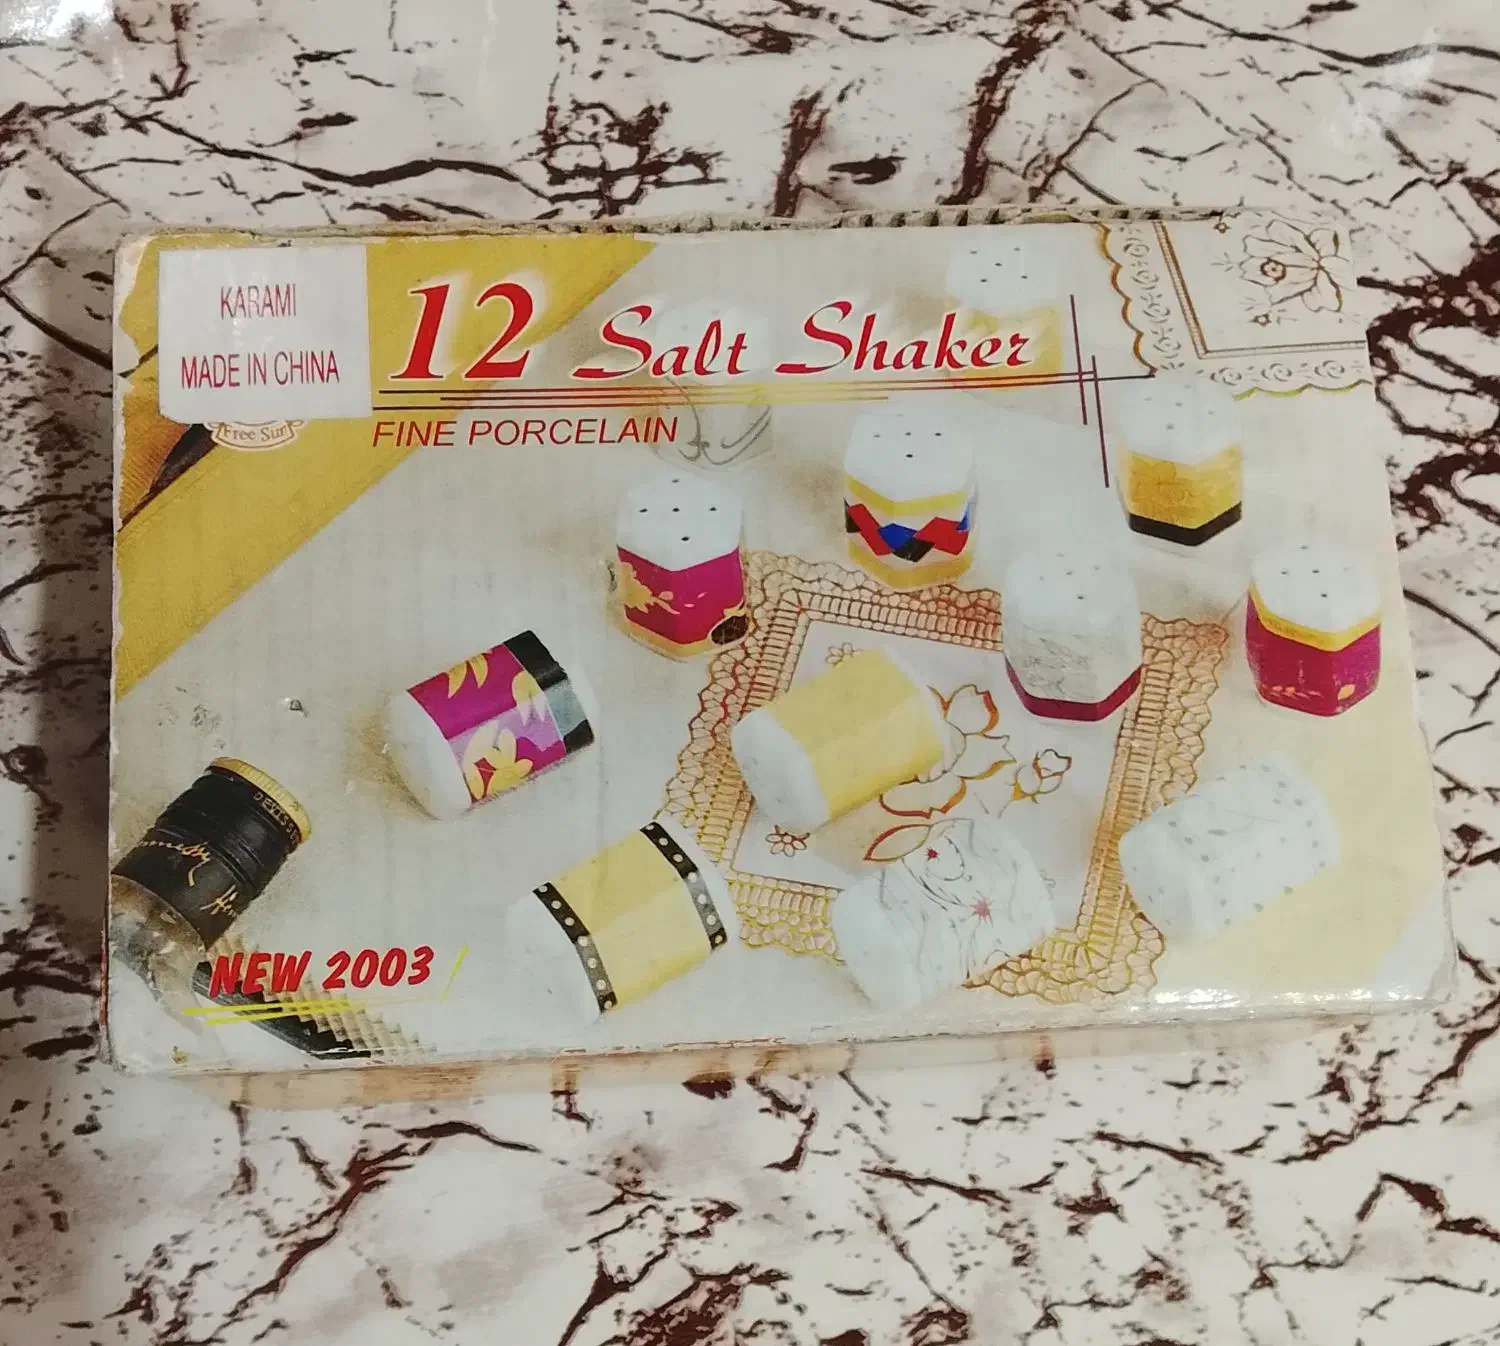 KARAMI
MADE IN CHINA
12 Salt Shaker
Free Sun
FINE PORCELAIN
NEW 2003